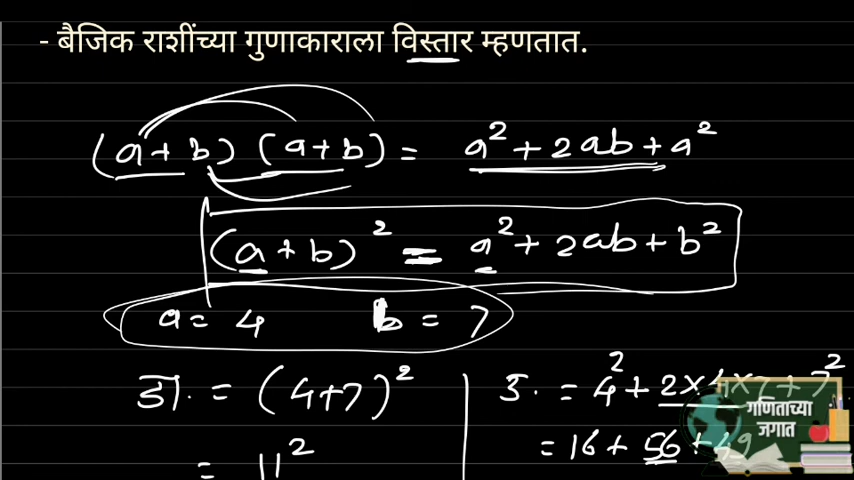 - बैजिक राशींच्या गुणाकाराला विस्तार म्हणतात.
(a+b) (a+b) = a² + 2ab + a²
(a + b)² = a² + 2ab + b²
a = 4 b = 7
डा. = (4+7)² उ. = 4² + 2×4×7 + 7²
= 11² = 16 + 56 + 49
गणिताच्या
जगात